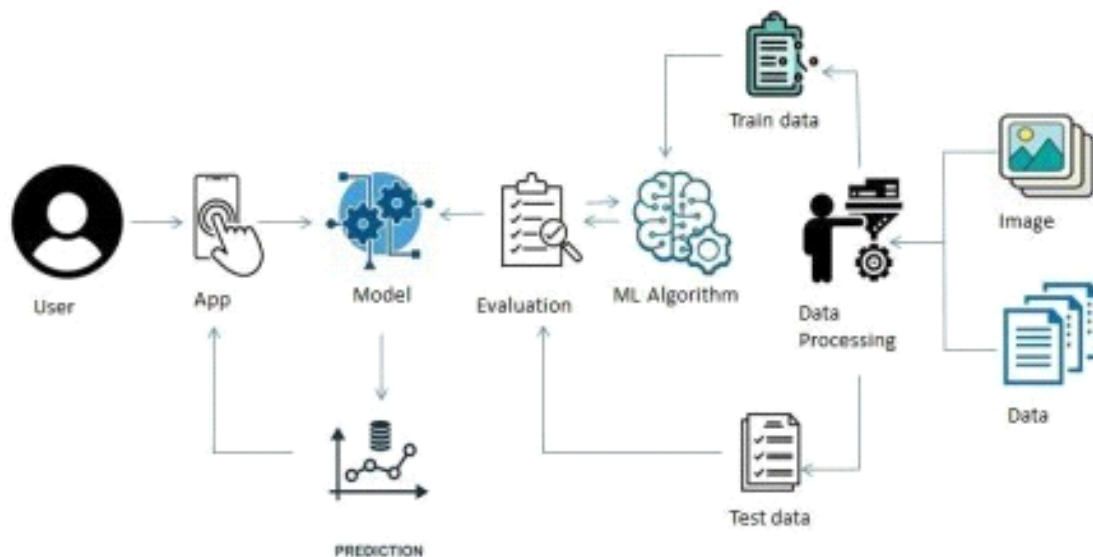 Train data
Image
User
App
Model
Evaluation
ML Algorithm
Data
Processing
Data
Test data
PREDICTION